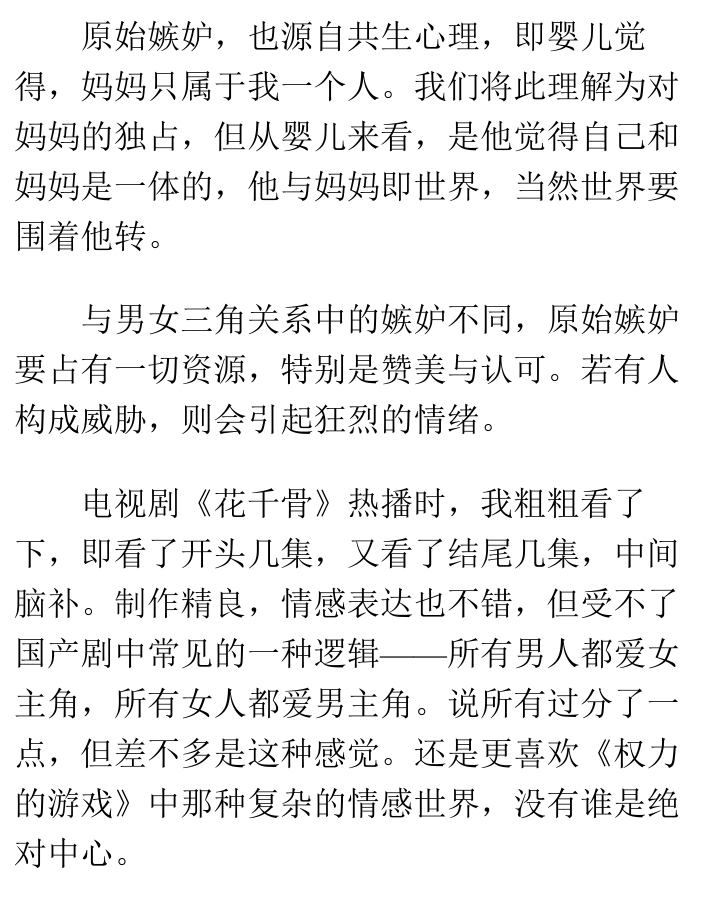 原始嫉妒，也源自共生心理，即婴儿觉
得，妈妈只属于我一个人。我们将此理解为对
妈妈的独占，但从婴儿来看，是他觉得自己和
妈妈是一体的，他与妈妈即世界，当然世界要
围着他转。
与男女三角关系中的嫉妒不同，原始嫉妒
要占有一切资源，特别是赞美与认可。若有人
构成威胁，则会引起狂烈的情绪。
电视剧《花千骨》热播时，我粗粗看了
下，即看了开头几集，又看了结尾几集，中间
脑补。制作精良，情感表达也不错，但受不了
国产剧中常见的一种逻辑——所有男人都爱女
主角，所有女人都爱男主角。说所有过分了一
点，但差不多是这种感觉。还是更喜欢《权力
的游戏》中那种复杂的情感世界，没有谁是绝
对中心。